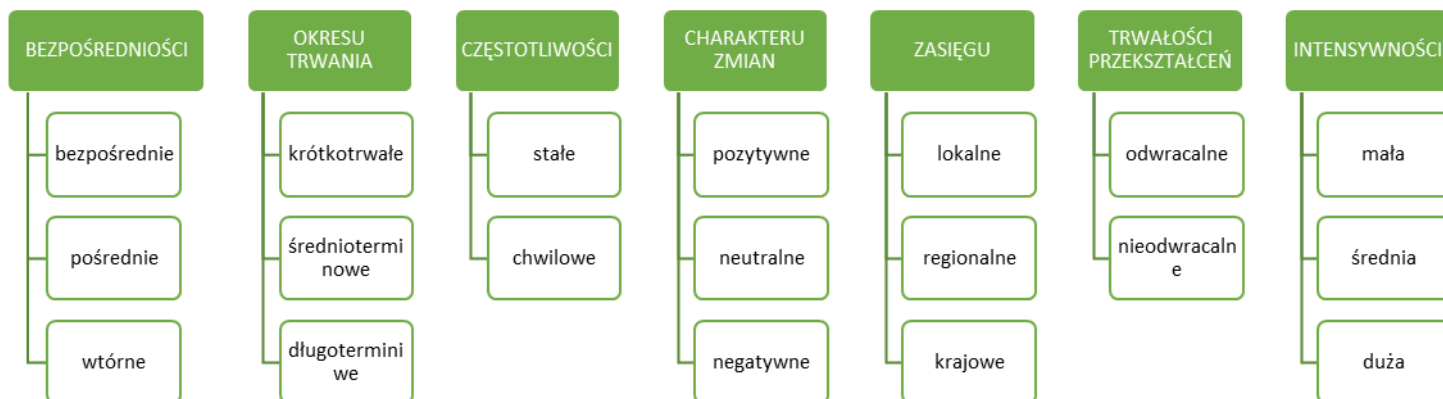 BEZPOŚREDNIOŚCI
bezpośrednie
pośrednie
wtórne
OKRESU
TRWANIA
krótkotrwałe
średniotermi
nowe
długotermini
we
CZĘSTOTLIWOŚCI
stałe
chwilowe
CHARAKTERU
ZMIAN
pozytywne
neutralne
negatywne
ZASIĘGU
lokalne
regionalne
krajowe
TRWAŁOŚCI
PRZEKSZTAŁCEŃ
odwracalne
nieodwracaln
e
INTENSYWNOŚCI
mała
średnia
duża